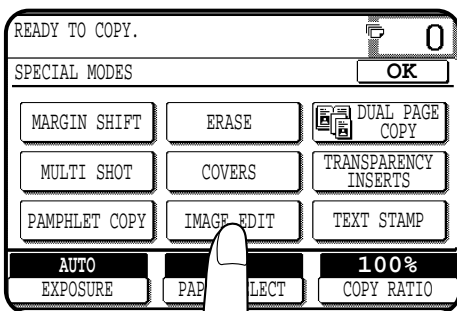 READY TO COPY.
0
SPECIAL MODES
OK
MARGIN SHIFT
ERASE
DUAL PAGE
COPY
MULTI SHOT
COVERS
TRANSPARENCY
INSERTS
PAMPHLET COPY
IMAGE EDIT
TEXT STAMP
AUTO
100%
EXPOSURE
COPY RATIO